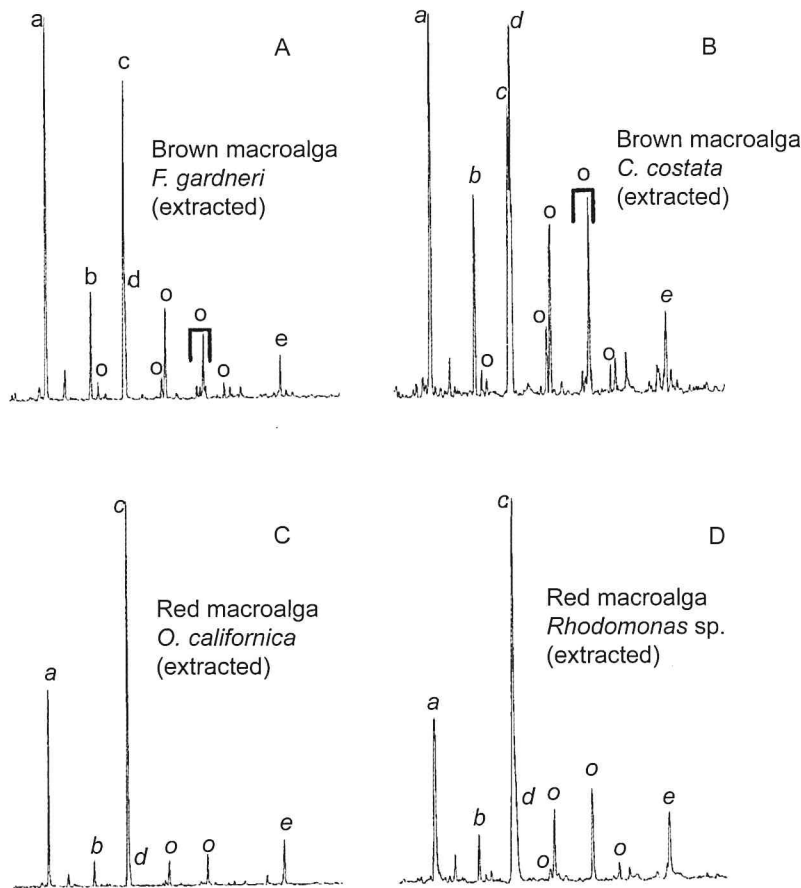 a
c
A
Brown macroalga
F. gardneri
(extracted)
b
d
o
o
o
o
o
e
a
d
B
c
Brown macroalga
C. costata
(extracted)
b
o
o
o
o
o
e
c
C
Red macroalga
O. californica
(extracted)
a
b
d
o
o
e
c
D
Red macroalga
Rhodomonas sp.
(extracted)
a
b
d
o
o
o
o
e